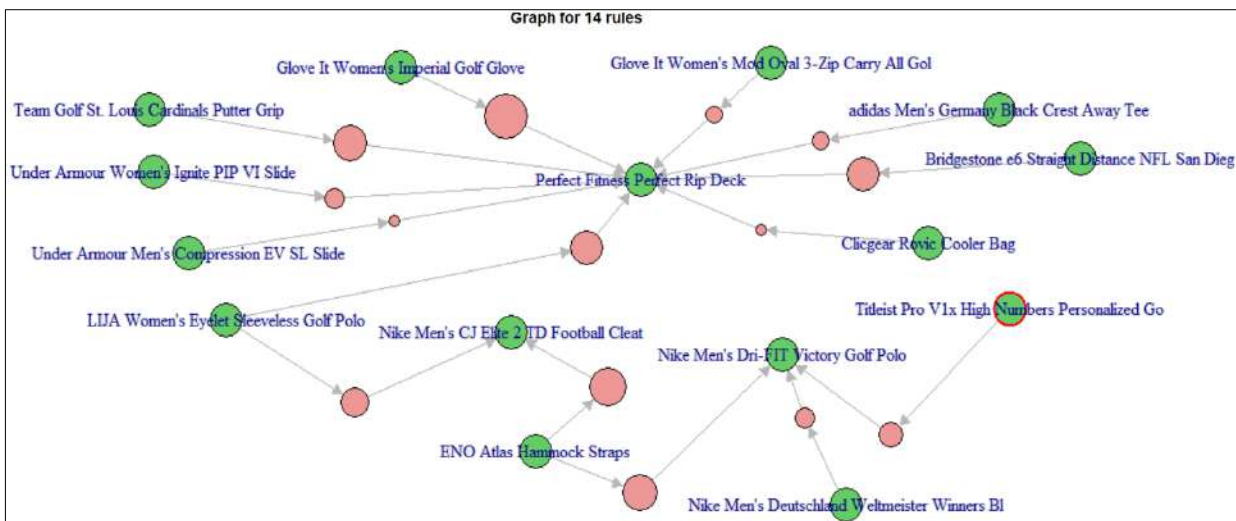 Graph for 14 rules
Glove It Women's Imperial Golf Glove
Glove It Women's Mod Oval 3-Zip Carry All Gol
Team Golf St. Louis Cardinals Putter Grip
adidas Men's Germany Black Crest Away Tee
Under Armour Women's Ignite PIP VI Slide
Bridgestone e6 Straight Distance NFL San Dieg
Perfect Fitness Perfect Rip Deck
Under Armour Men's Compression EV SL Slide
Clicgear Rovic Cooler Bag
LIJA Women's Eyelet Sleeveless Golf Polo
Titleist Pro V1x High Numbers Personalized Go
Nike Men's CJ Elite 2 TD Football Cleat
Nike Men's Dri-FIT Victory Golf Polo
ENO Atlas Hammock Straps
Nike Men's Deutschland Weltmeister Winners Bl